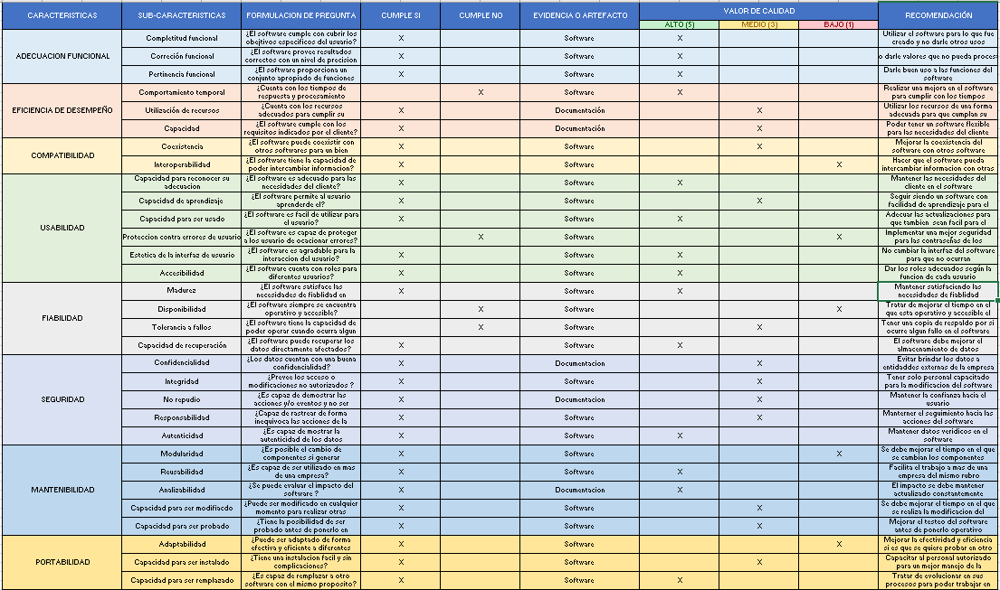 CARACTERISTICAS SUB-CARACTERISTICAS FORMULACION DE PREGUNTA CUMPLE SI CUMPLE NO EVIDENCIA O ARTEFACTO VALOR DE CALIDAD RECOMENDACIÓN
ALTO (5) MEDIO (3) BAJO (1)
ADECUACION FUNCIONAL
Completitud funcional ¿El software cumple con cubrir los obejtivos especificos del usuario? X Software X Utilizar el software para lo que fue creado y no darle otros usos
Correción funcional ¿El software provee resultados correctos con un nivel de precision X Software X o darle valores que no pueda proces
Pertinencia funcional ¿El software proporciona un conjunto apropiado de funciones X Software X Darle buen uso a las funciones del software
EFICIENCIA DE DESEMPEÑO
Comportamiento temporal ¿Cuenta con los tiempos de respuesta y procesamiento X Software X Realizar una mejora en el software para cumplir con los tiempos
Utilización de recursos ¿Cuenta con los recursos adecuados para cumplir su X Documentación X Utilizar los recursos de una forma adecuada para que cumplan su
Capacidad ¿El software cumple con los requisitos indicados por el cliente? X Documentación X Poder tener un software flexible para las necesidades del cliente
COMPATIBILIDAD
Coexistencia ¿El software puede coexistir con otros softwares para un bien X Software X Mejorar la coexistencia del software con otros software
Interoperabilidad ¿El software tiene la capacidad de poder intercambiar informacion? X Software X Hacer que el software pueda intercambiar informacion con otras
USABILIDAD
Capacidad para reconocer su adecuacion ¿El software es adecuado para las necesidades del cliente? X Software X Mantener las necesidades del cliente en el software
Capacidad de aprendizaje ¿El software permite al usuario aprenderde el? X Software X Seguir siendo un software con facilidad de aprendizaje para el
Capacidad para ser usado ¿El software es facil de utilizar para el usuario? X Software X Adecuar las actualizaciones para que tambien sean facil para el
Proteccion contra errores de usuario ¿El software es capaz de proteger a los usuario de ocacionar errores? X Software X Implementar una mejor seguridad para las contraseñas de los
Estetica de la interfaz de usuario ¿El software es agradable para la interaccion del usuario? X Software X No cambiar la interfaz del software para que no ocurran
Accesibilidad ¿El software cuenta con roles para diferentes usuarios? X Software X Dar los roles adecuados según la funcion de cada usuario
FIABILIDAD
Madurez ¿El software satisface las necesidades de fiablidad en X Software X Mantener satisfaciendo las necesidades de fiablidad
Disponibilidad ¿El software siempre se encuentra operativo y accesible? X Software X Tratar de mejorar el tiempo en el que esta operativo y accesible el
Tolerancia a fallos ¿El software tiene la capacidad de poder operar cuando ocurra algun X Software X Tener una copia de respaldo por si ocurre algun fallo en el software
Capacidad de recuperación ¿El software puede recuperar los datos directamente afectados? X Software X El software debe mejorar el almacenamiento de datos
SEGURIDAD
Confidencialidad ¿Los datos cuentan con una buena confidencialidad? X Documentacion X Evitar brindar los datos a entidaddes externas de la empresa
Integridad ¿Prevee los acceso o modificaciones no autorizados ? X Software X Tener solo personal capacitado para la modificacion del software
No repudio ¿Es capaz de demostrar las acciones y/o eventos y no ser X Documentacion X Mantener la confianza hacia el usuario
Responsabilidad ¿Capaz de rastrear de forma inequivoca las acciones de la X Software X Manterner el seguimiento hacia las acciones del software
Autenticidad ¿Es capaz de mostrar la autenticidad de los datos X Software X Mantener datos veridicos en el software
MANTENIBILIDAD
Modularidad ¿Es posible el cambio de componentes si generar X Software X Se debe mejorar el tiempo en el que se cambian los componentes
Reusabilidad ¿Es capaz de ser utilizado en mas de una empresa? X Software X Facilita el trabajo a mas de una empresa del mismo rubro
Analizabilidad ¿Se puede evaluar el impacto del software ? X Documentacion X El impacto se debe mantener actualizado constantemente
Capacidad para ser modifiacdo ¿Puede ser modificado en cualquier momento para realizar otras X Software X Se debe mejorar el tiempo en el que se realiza la modificacion del
Capacidad para ser probado ¿Tiene la posibilidad de ser probado antes de ponerlo en X Software X Mejorar el testeo del software antes de ponerlo operativo
PORTABILIDAD
Adaptabilidad ¿Puede ser adaptado de forma efectiva y eficiente a diferentes X Software X Mejorar la efectividad y eficiencia si es que se quiere probar en otro
Capacidad para ser instalado ¿Tiene una instalacion facil y sin complicaciones? X Software X Capacitar al personal autorizado para un mejor manejo de la
Capacidad para ser remplazado ¿Es capaz de remplazar a otro software con el mismo proposito? X Software X Tratar de evolucionar en sus procesos para poder trabajar en